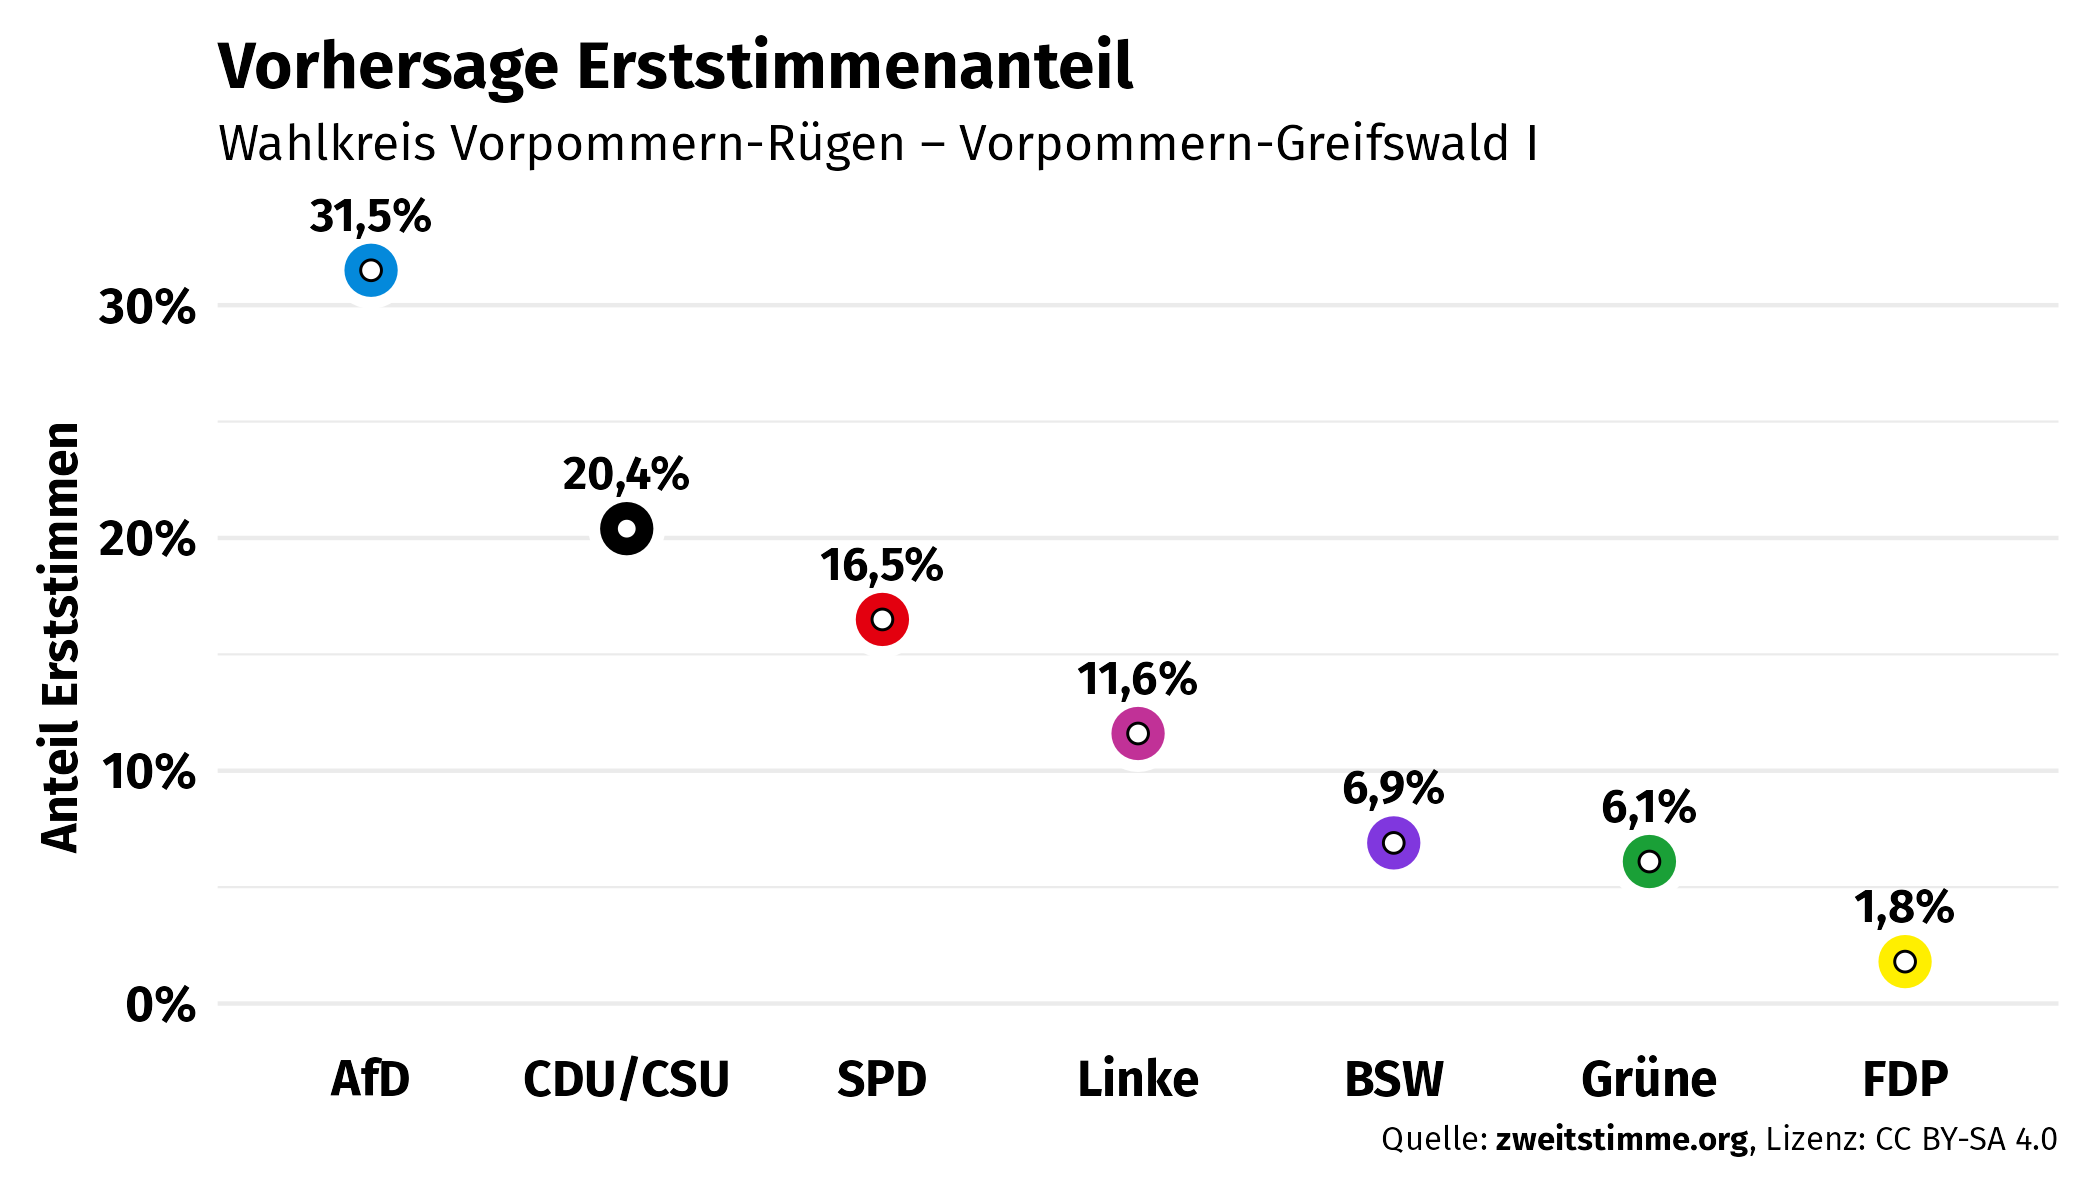 Vorhersage Erststimmenanteil
Wahlkreis Vorpommern-Rügen – Vorpommern-Greifswald I
31,5%
30%
20,4%
20%
16,5%
11,6%
10%
6,9%
6,1%
1,8%
0%
Anteil Erststimmen
AfD CDU/CSU SPD Linke BSW Grüne FDP
Quelle: zweitstimme.org, Lizenz: CC BY-SA 4.0